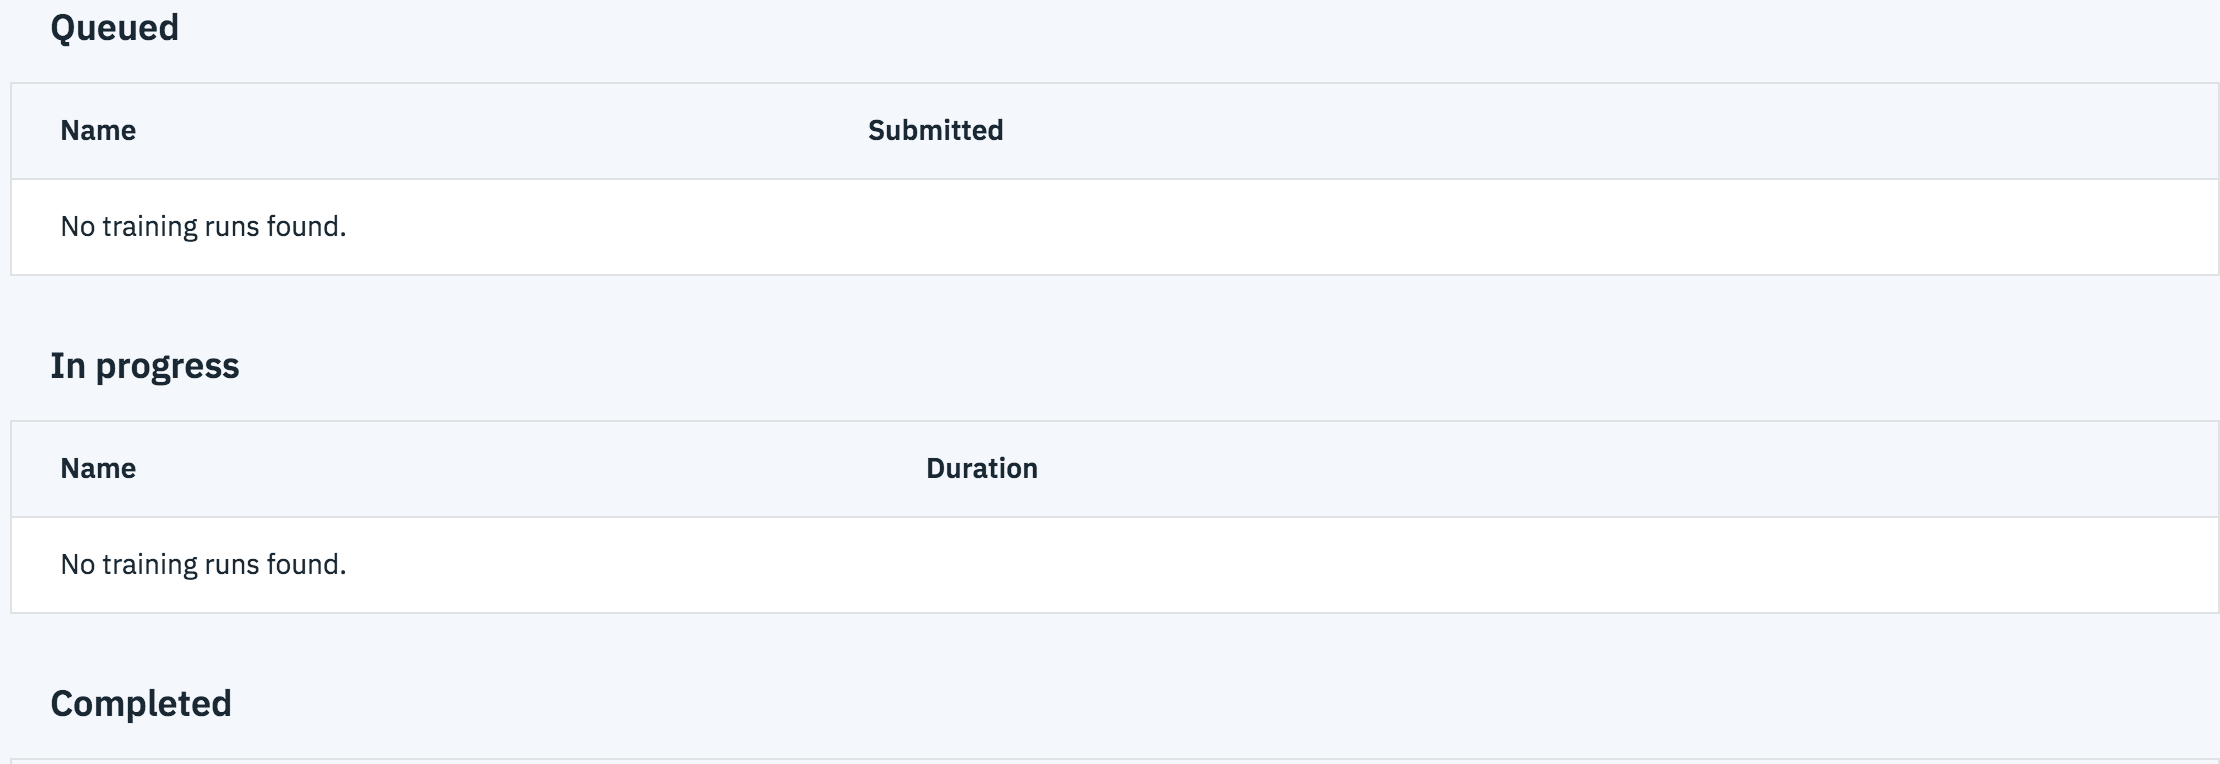 Queued
Name Submitted
No training runs found.
In progress
Name Duration
No training runs found.
Completed